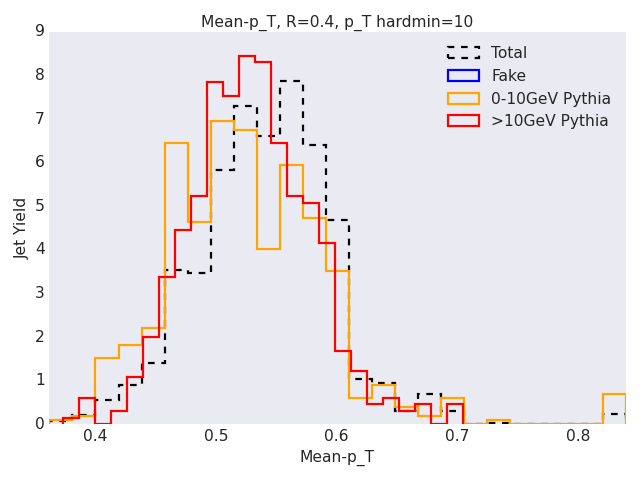 Mean-p_T, R=0.4, p_T hardmin=10
9
8
7
6
5
4
3
2
1
0
Jet Yield
Total
Fake
0-10GeV Pythia
>10GeV Pythia
0.4 0.5 0.6 0.7 0.8
Mean-p_T